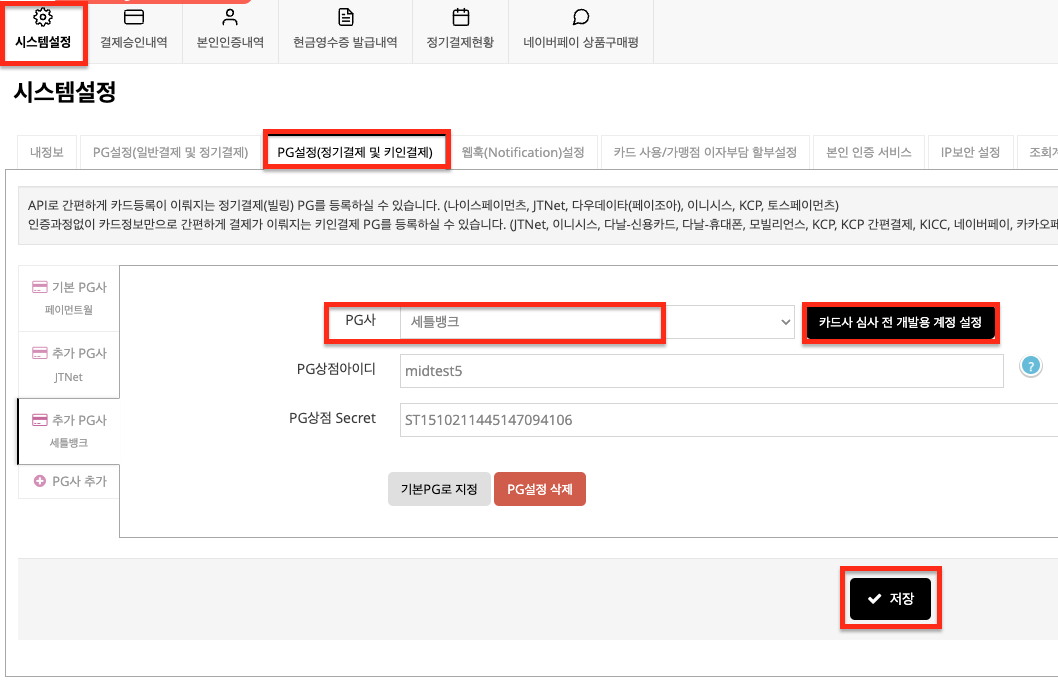 시스템설정 결제승인내역 본인인증내역 현금영수증 발급내역 정기결제현황 네이버페이 상품구매평
시스템설정
내정보 PG설정(일반결제 및 정기결제) PG설정(정기결제 및 키인결제) 웹훅(Notification)설정 카드 사용/가맹점 이자부담 할부설정 본인 인증 서비스 IP보안 설정 조회
API로 간편하게 카드등록이 이뤄지는 정기결제(빌링) PG를 등록하실 수 있습니다. (나이스페이먼츠, JTNet, 다우데이타(페이조아), 이니시스, KCP, 토스페이먼츠)
인증과정없이 카드정보만으로 간편하게 결제가 이뤄지는 키인결제 PG를 등록하실 수 있습니다. (JTNet, 이니시스, 다날-신용카드, 다날-휴대폰, 모빌리언스, KCP, KCP 간편결제, KICC, 네이버페이, 카카오페
기본 PG사
페이먼트월
추가 PG사
JTNet
추가 PG사
세틀뱅크
PG사 추가
PG사 세틀뱅크 카드사 심사 전 개발용 계정 설정
PG상점아이디 midtest5 ?
PG상점 Secret ST1510211445147094106
기본PG로 지정 PG설정 삭제
저장